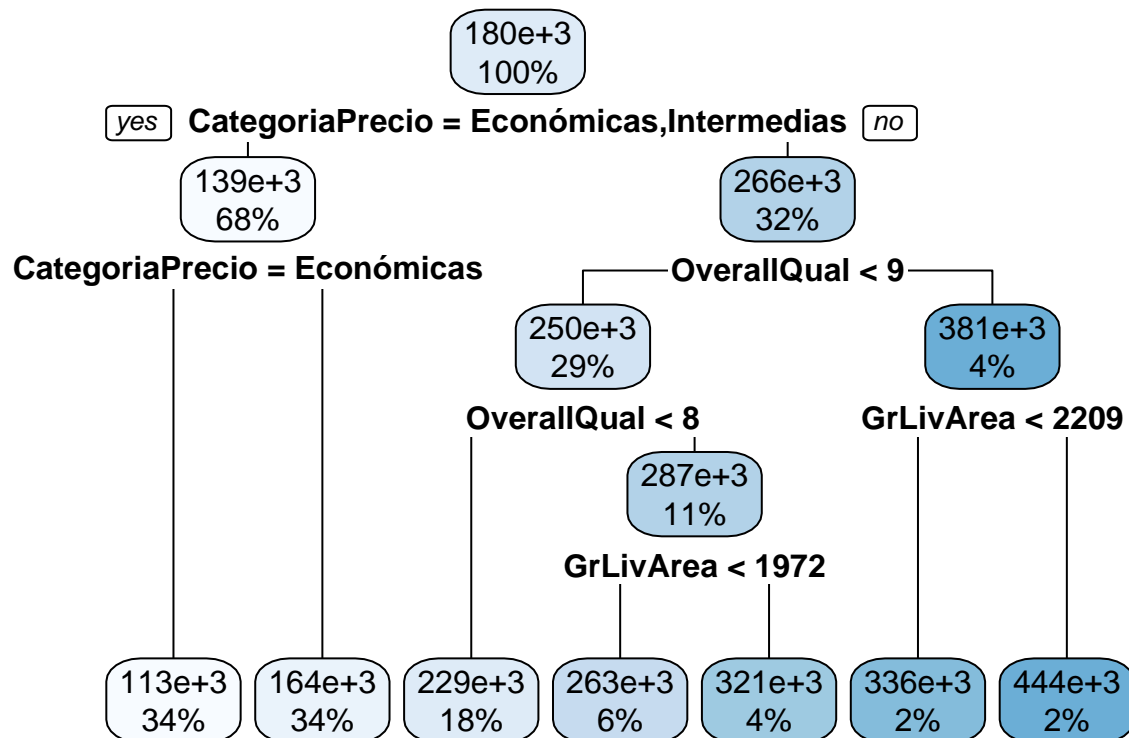 180e+3
100%
yes CategoriaPrecio = Económicas,Intermedias no
139e+3
68%
266e+3
32%
CategoriaPrecio = Económicas
OverallQual < 9
250e+3
29%
381e+3
4%
OverallQual < 8
GrLivArea < 2209
287e+3
11%
GrLivArea < 1972
113e+3
34%
164e+3
34%
229e+3
18%
263e+3
6%
321e+3
4%
336e+3
2%
444e+3
2%